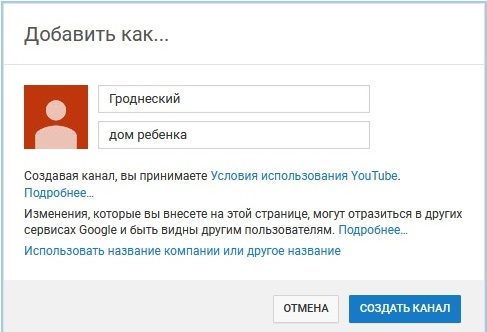 Добавить как...
Гроднеский
дом ребенка
Создавая канал, вы принимаете Условия использования YouTube.
Подробнее…
Изменения, которые вы внесете на этой странице, могут отразиться в других
сервисах Google и быть видны другим пользователям. Подробнее…
Использовать название компании или другое название
ОТМЕНА
СОЗДАТЬ КАНАЛ